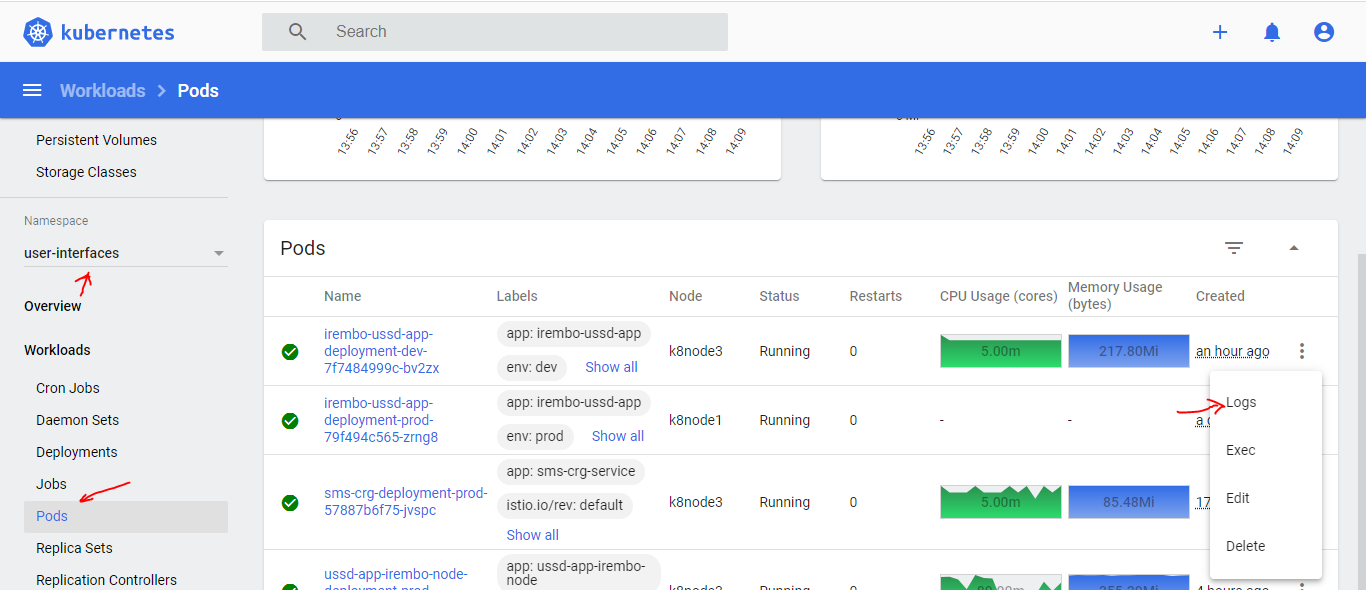 kubernetes
Search
Workloads > Pods
Persistent Volumes
Storage Classes
Namespace
user-interfaces
Overview
Workloads
Cron Jobs
Daemon Sets
Deployments
Jobs
Pods
Replica Sets
Replication Controllers
13:56 13:57 13:58 13:59 14:00 14:01 14:02 14:03 14:04 14:05 14:06 14:07 14:08 14:09
13:56 13:57 13:58 13:59 14:00 14:01 14:02 14:03 14:04 14:05 14:06 14:07 14:08 14:09
Pods
Name Labels Node Status Restarts CPU Usage (cores) Memory Usage (bytes) Created
irembo-ussd-app-
deployment-dev-
7f7484999c-bv2zx
app: irembo-ussd-app
env: dev Show all
k8node3 Running 0 5.00m 217.80Mi an hour ago
irembo-ussd-app-
deployment-prod-
79f494c565-zrng8
app: irembo-ussd-app
env: prod Show all
k8node1 Running 0 - -
sms-crg-deployment-prod-
57887b6f75-jvspc
app: sms-crg-service
istio.io/rev: default
Show all
k8node3 Running 0 5.00m 85.48Mi 17
ussd-app-irembo-node-
deployment-prod-
app: ussd-app-irembo-
node
k8node3 Running 0 4 hours ago
Logs
Exec
Edit
Delete